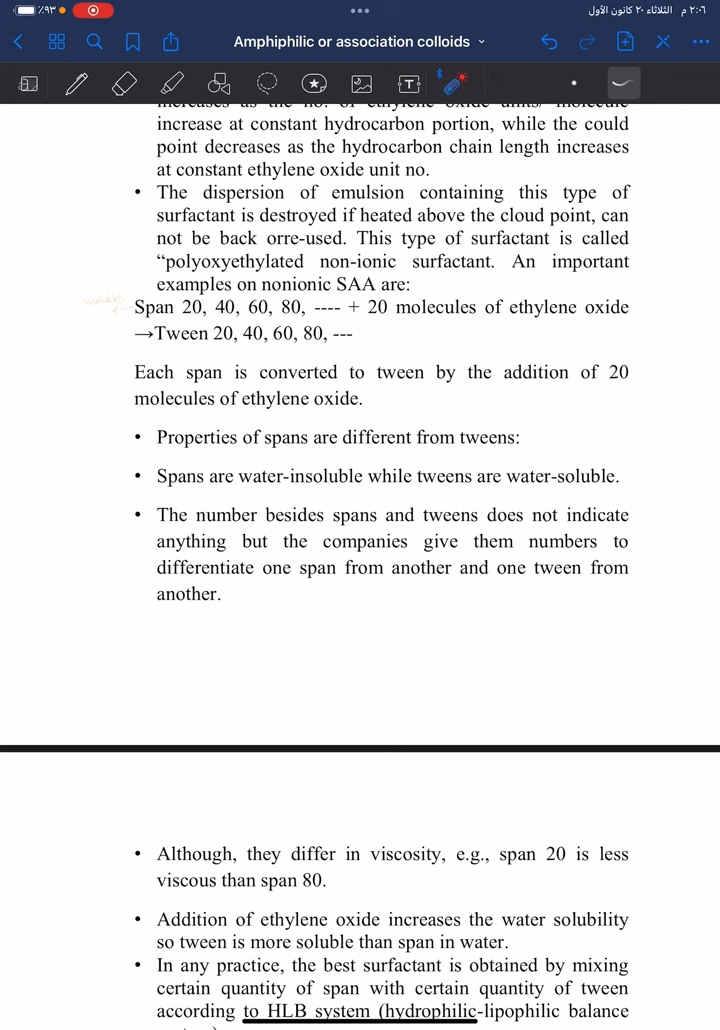 ٪٩٣
٢:٠٦ م الثلاثاء ٢٠ كانون الأول
Amphiphilic or association colloids
increases as the no. of ethylene oxide units/ molecule
increase at constant hydrocarbon portion, while the could
point decreases as the hydrocarbon chain length increases
at constant ethylene oxide unit no.
• The dispersion of emulsion containing this type of
surfactant is destroyed if heated above the cloud point, can
not be back orre-used. This type of surfactant is called
“polyoxyethylated non-ionic surfactant. An important
examples on nonionic SAA are:
insoluble
Span 20, 40, 60, 80, ---- + 20 molecules of ethylene oxide
→Tween 20, 40, 60, 80, ---
Each span is converted to tween by the addition of 20
molecules of ethylene oxide.
• Properties of spans are different from tweens:
• Spans are water-insoluble while tweens are water-soluble.
• The number besides spans and tweens does not indicate
anything but the companies give them numbers to
differentiate one span from another and one tween from
another.
• Although, they differ in viscosity, e.g., span 20 is less
viscous than span 80.
• Addition of ethylene oxide increases the water solubility
so tween is more soluble than span in water.
• In any practice, the best surfactant is obtained by mixing
certain quantity of span with certain quantity of tween
according to HLB system (hydrophilic-lipophilic balance